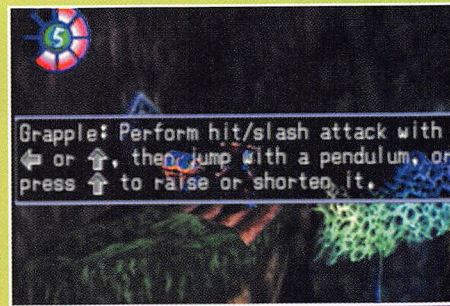 5
Grapple: Perform hit/slash attack with
⬅ or ⬆, then jump with a pendulum, or
press ⬆ to raise or shorten it.